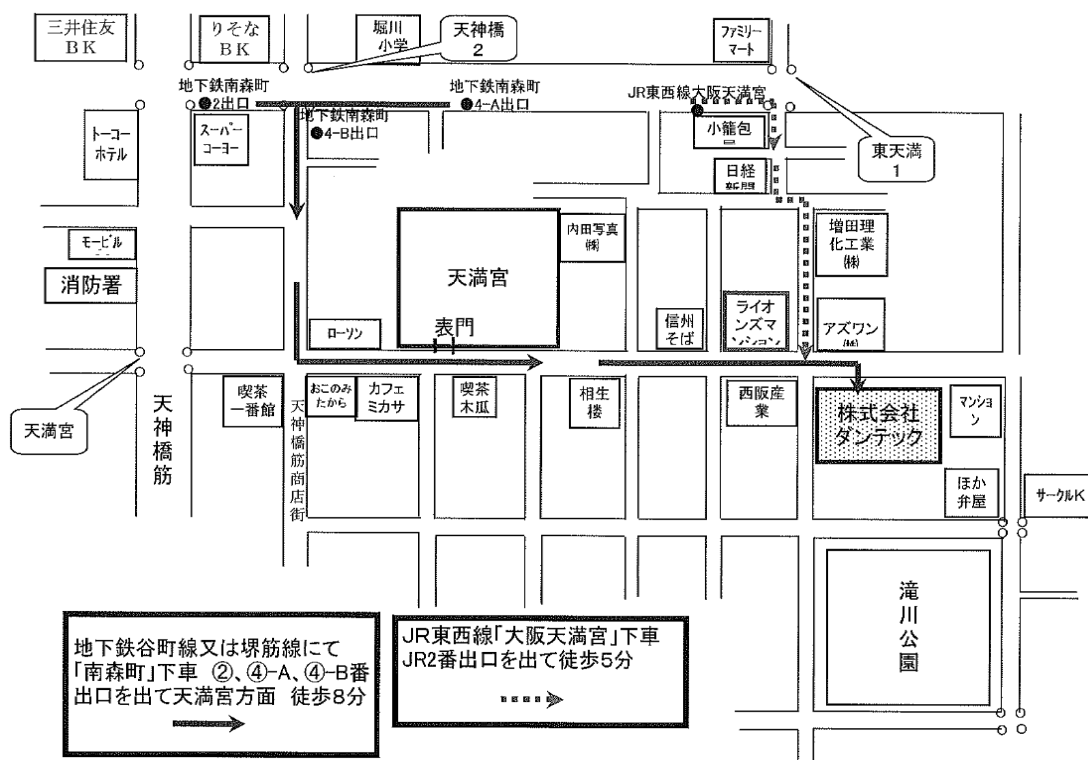 三井住友
BK
りそな
BK
堀川
小学
天神橋
2
ファミリー
マート
地下鉄南森町
●2出口
地下鉄南森町
●4-A出口
JR東西線大阪天満宮
地下鉄南森町
●4-B出口
トーコー
ホテル
スーパー
コーヨー
小籠包
東天満
1
日経
新聞
モービル
消防署
天満宮
内田写真
㈱
増田理
化工業
㈱
ローソン
表門
信州
そば
ライオ
ンズマ
ンション
アズワン
㈱
天満宮
天神橋筋
喫茶
一番館
天神橋筋商店街
おこのみ
たから
カフェ
ミカサ
喫茶
木瓜
相生
楼
西阪産
業
株式会社
ダンテック
マンショ
ン
ほか
弁屋
サークルK
滝川公園
地下鉄谷町線又は堺筋線にて
「南森町」下車 ②、④-A、④-B番
出口を出て天満宮方面 徒歩8分
JR東西線「大阪天満宮」下車
JR2番出口を出て徒歩5分